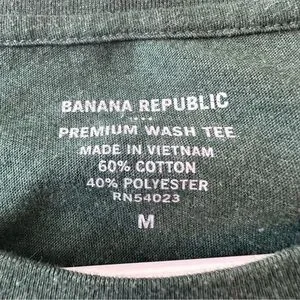 BANANA REPUBLIC
PREMIUM WASH TEE
MADE IN VIETNAM
60% COTTON
40% POLYESTER
RN54023
M